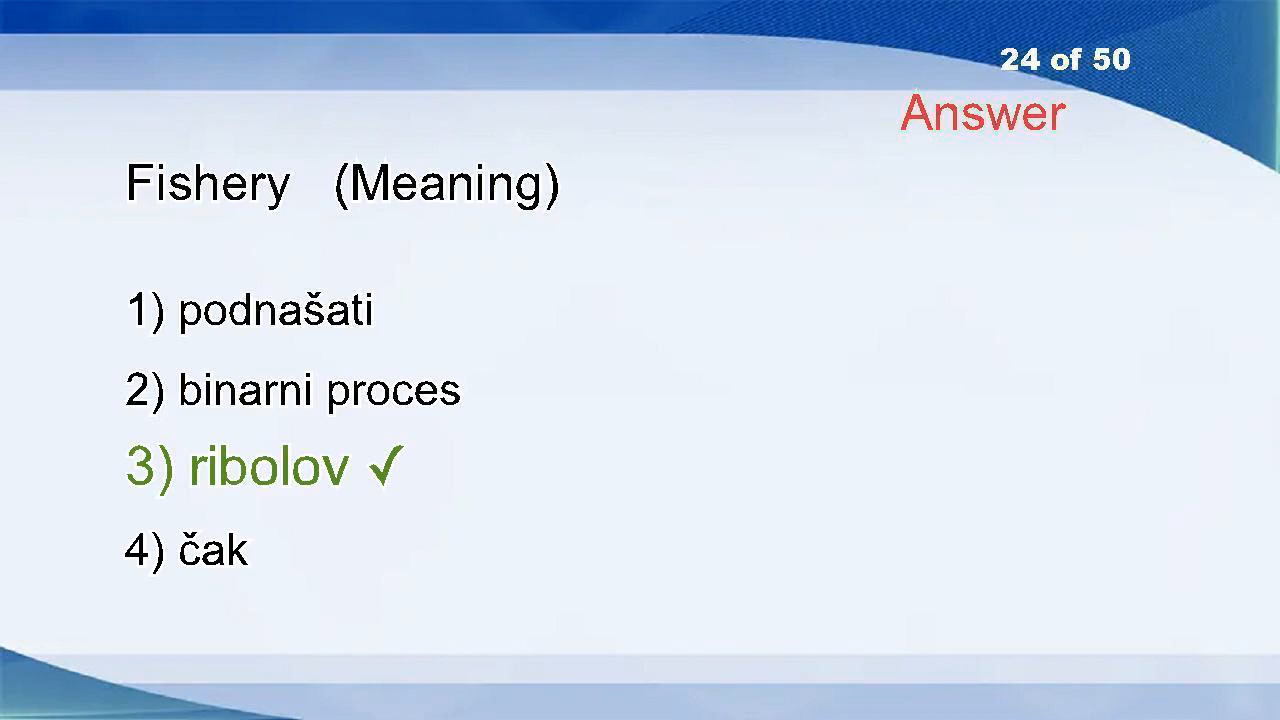 24 of 50
Answer
Fishery (Meaning)
1) podnašati
2) binarni proces
3) ribolov ✓
4) čak